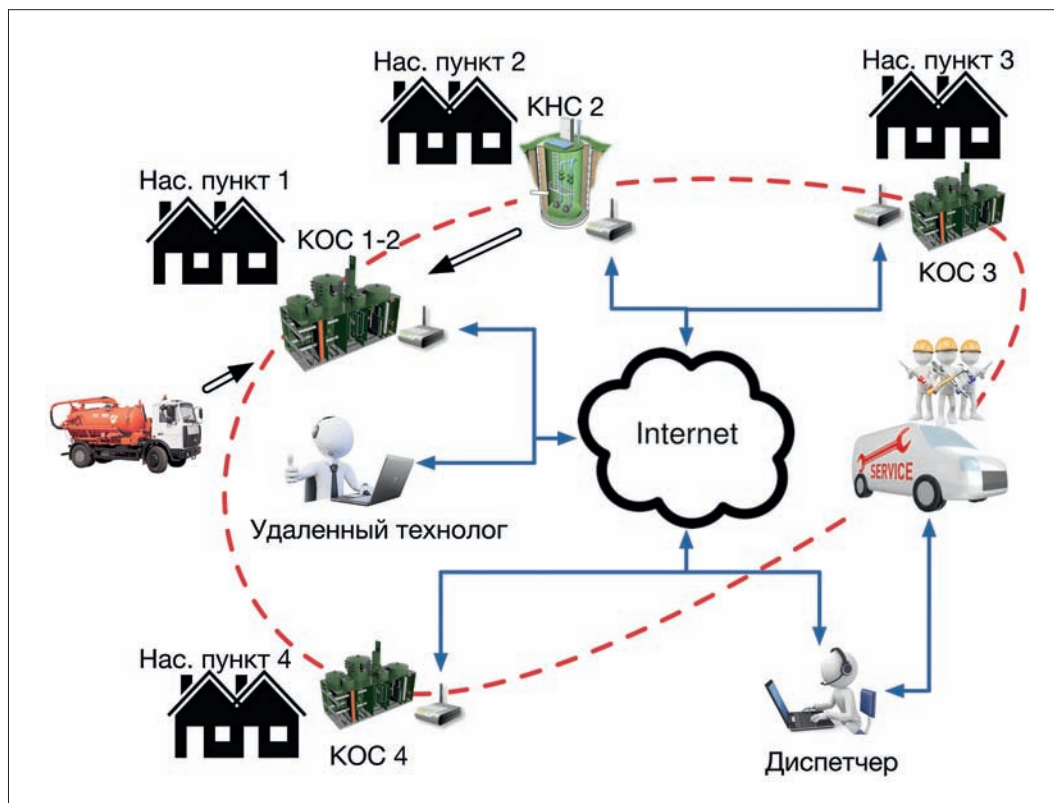 Нас. пункт 2
Нас. пункт 3
КНС 2
Нас. пункт 1
КОС 1-2
КОС 3
Internet
SERVICE
Удаленный технолог
Нас. пункт 4
КОС 4
Диспетчер